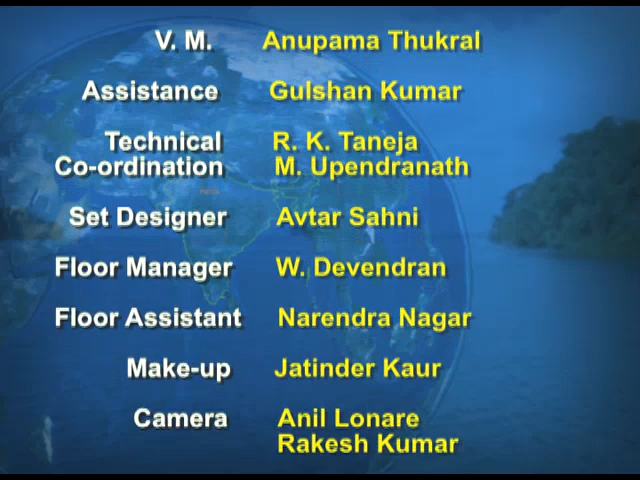 V. M. Anupama Thukral
Assistance Gulshan Kumar
Technical R. K. Taneja
Co-ordination M. Upendranath
Set Designer Avtar Sahni
Floor Manager W. Devendran
Floor Assistant Narendra Nagar
Make-up Jatinder Kaur
Camera Anil Lonare
Rakesh Kumar